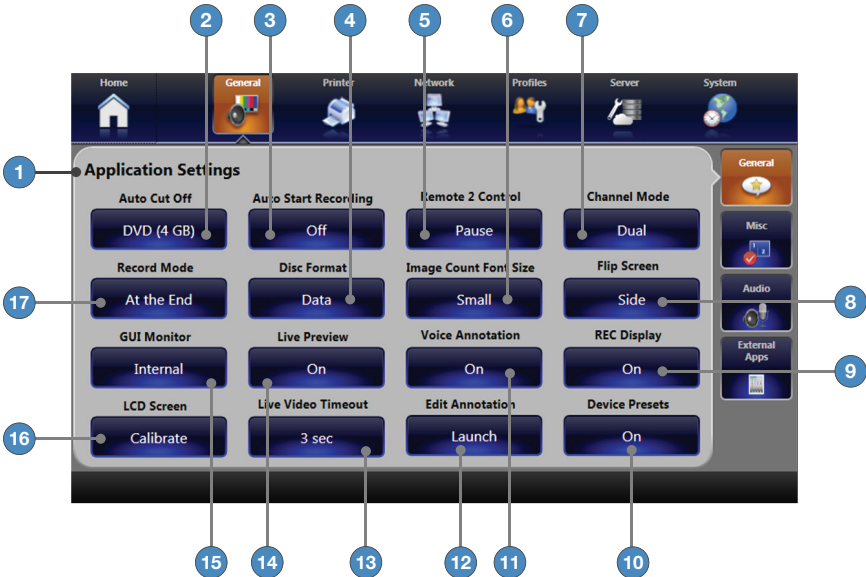 2 3 4 5 6 7
Home General Printer Network Profiles Server System
1
Application Settings
General
Auto Cut Off Auto Start Recording Remote 2 Control Channel Mode
DVD (4 GB) Off Pause Dual
Misc
Record Mode Disc Format Image Count Font Size Flip Screen
17 At the End Data Small Side 8
Audio
GUI Monitor Live Preview Voice Annotation REC Display
Internal On On On 9
External
Apps
LCD Screen Live Video Timeout Edit Annotation Device Presets
16 Calibrate 3 sec Launch On
15 14 13 12 11 10